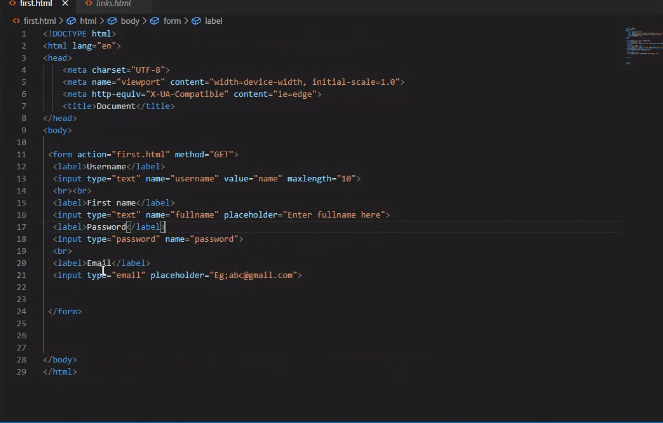 first.html × links.html
first.html > html > body > form > label
1 <!DOCTYPE html>
2 <html lang="en">
3 <head>
4 <meta charset="UTF-8">
5 <meta name="viewport" content="width=device-width, initial-scale=1.0">
6 <meta http-equiv="X-UA-Compatible" content="ie=edge">
7 <title>Document</title>
8 </head>
9 <body>
10
11 <form action="first.html" method="GET">
12 <label>Username</label>
13 <input type="text" name="username" value="name" maxlength="10">
14 <br><br>
15 <label>First name</label>
16 <input type="text" name="fullname" placeholder="Enter fullname here">
17 <label>Password</label>
18 <input type="password" name="password">
19 <br>
20 <label>Email</label>
21 <input type="email" placeholder="Eg;abc@gmail.com">
22
23
24 </form>
25
26
27
28 </body>
29 </html>